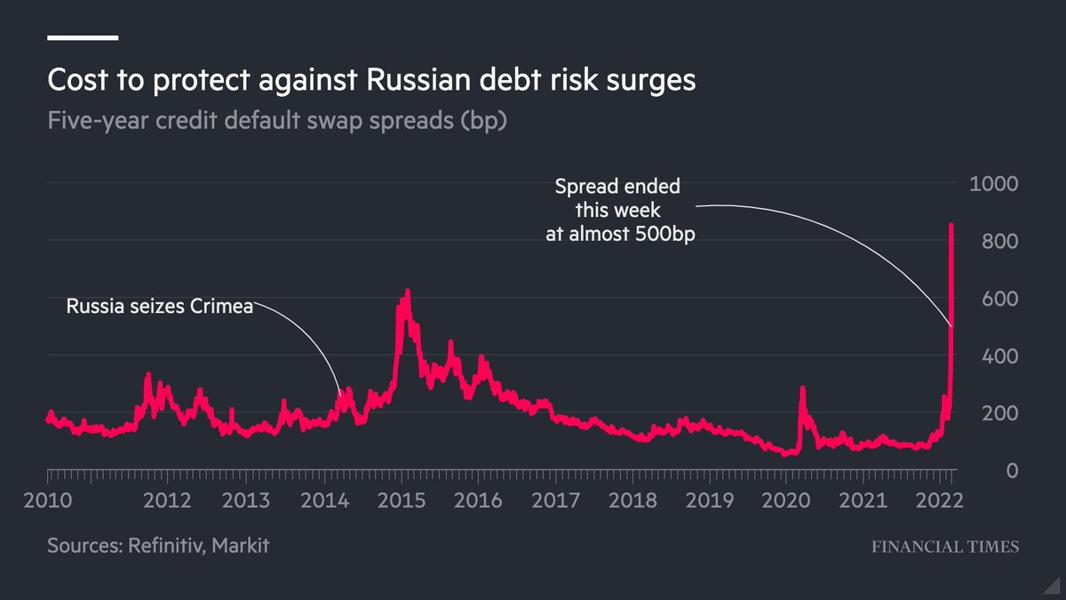 Cost to protect against Russian debt risk surges
Five-year credit default swap spreads (bp)
Spread ended
this week
at almost 500bp
Russia seizes Crimea
1000
800
600
400
200
0
2010 2012 2013 2014 2015 2016 2017 2018 2019 2020 2021 2022
Sources: Refinitiv, Markit
FINANCIAL TIMES